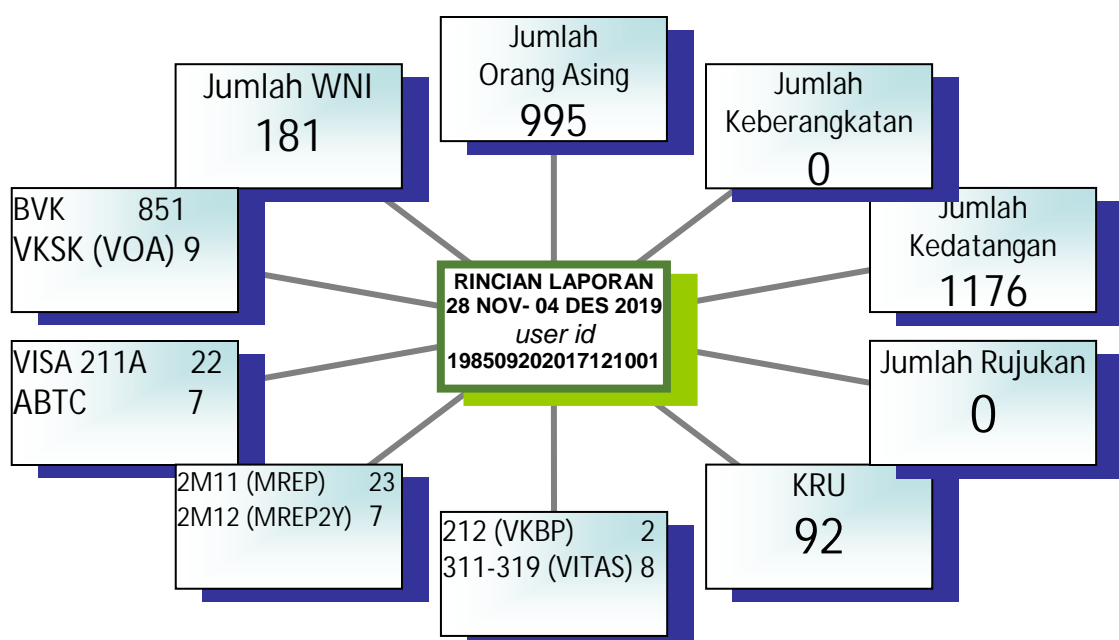 Jumlah
Orang Asing
995
Jumlah WNI
181
Jumlah
Keberangkatan
0
BVK 851
VKSK (VOA) 9
Jumlah
Kedatangan
1176
RINCIAN LAPORAN
28 NOV- 04 DES 2019
user id
198509202017121001
VISA 211A 22
ABTC 7
Jumlah Rujukan
0
2M11 (MREP) 23
2M12 (MREP2Y) 7
KRU
92
212 (VKBP) 2
311-319 (VITAS) 8